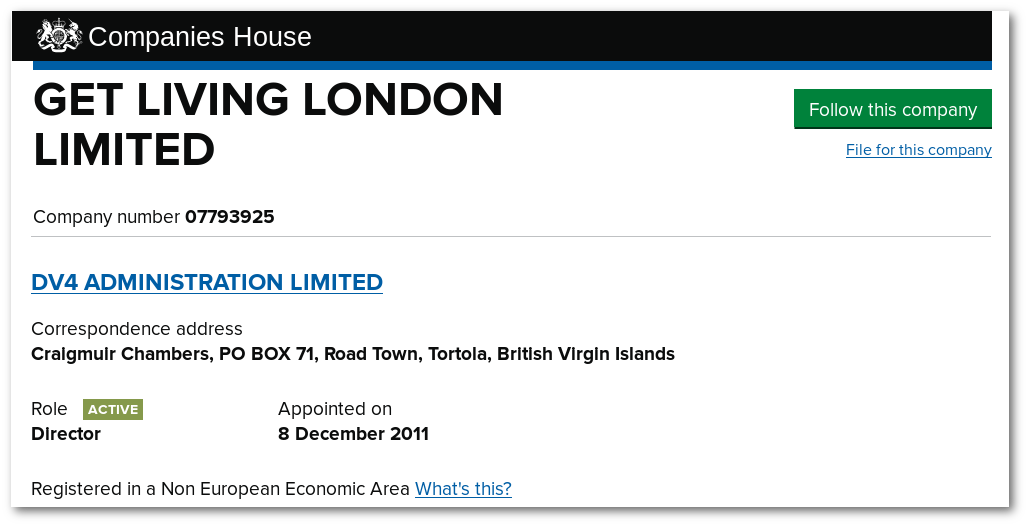 Companies House
GET LIVING LONDON
LIMITED
Follow this company
File for this company
Company number 07793925
DV4 ADMINISTRATION LIMITED
Correspondence address
Craigmuir Chambers, PO BOX 71, Road Town, Tortola, British Virgin Islands
Role ACTIVE
Appointed on
Director
8 December 2011
Registered in a Non European Economic Area What's this?